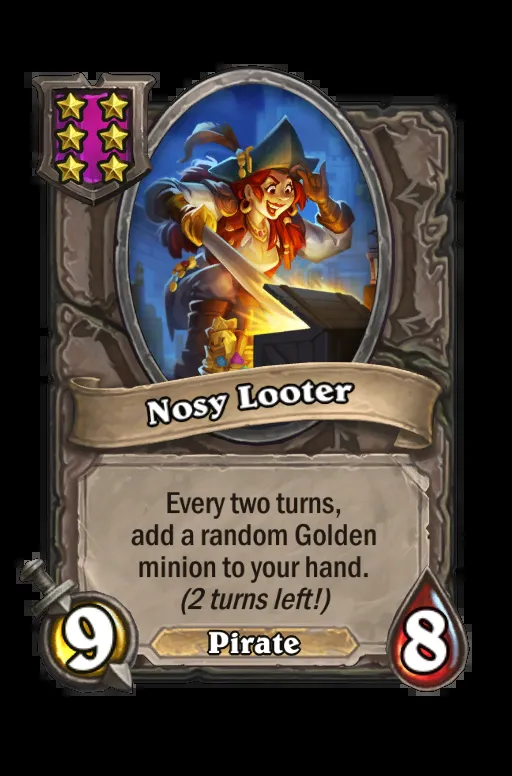 Nosy Looter
Every two turns,
add a random Golden
minion to your hand.
(2 turns left!)
9
Pirate
8